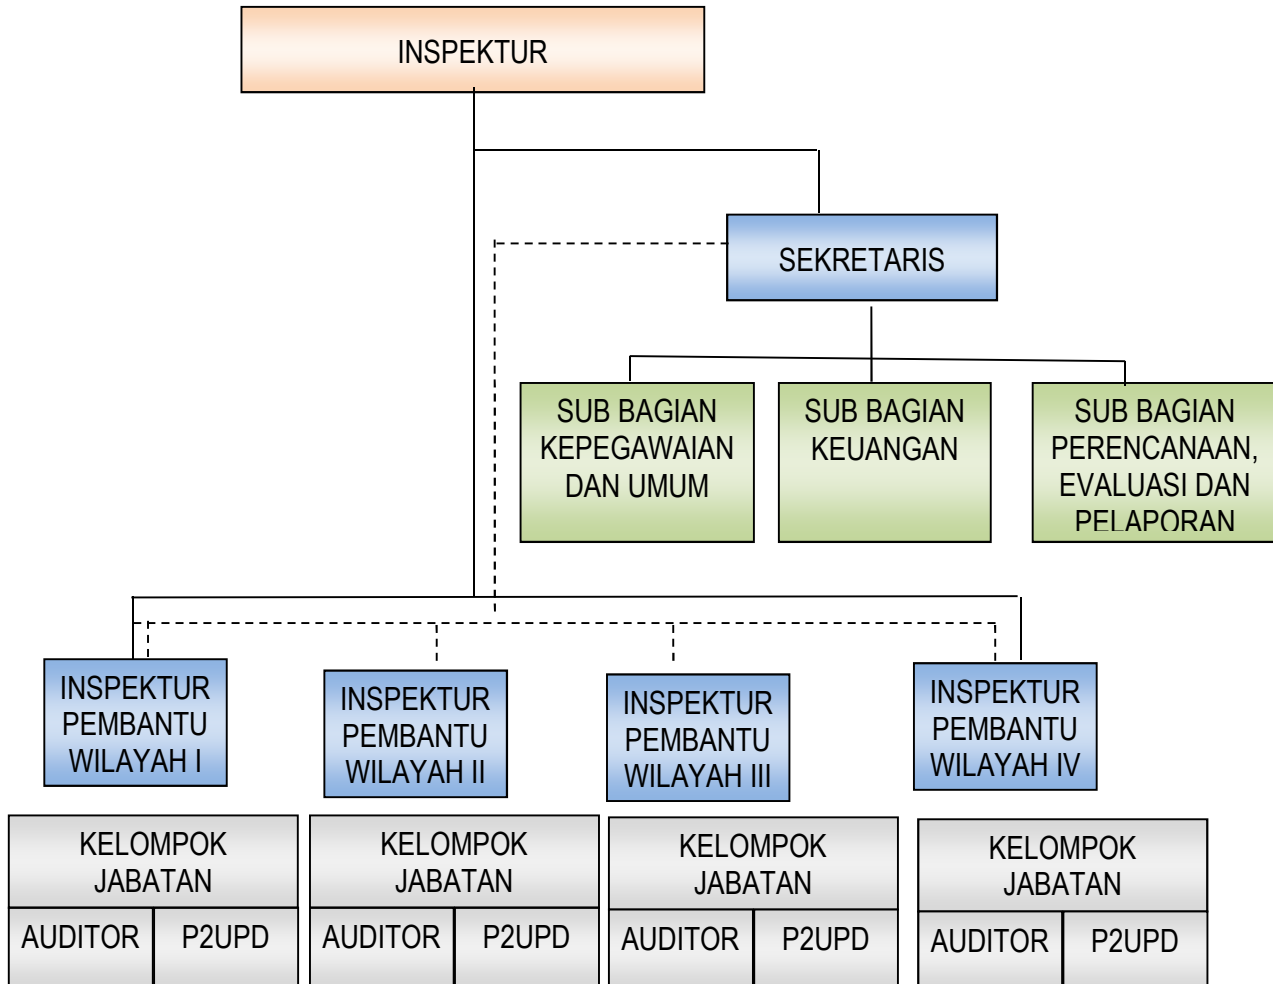 INSPEKTUR
SEKRETARIS
SUB BAGIAN
KEPEGAWAIAN
DAN UMUM
SUB BAGIAN
KEUANGAN
SUB BAGIAN
PERENCANAAN,
EVALUASI DAN
PELAPORAN
INSPEKTUR
PEMBANTU
WILAYAH I
INSPEKTUR
PEMBANTU
WILAYAH II
INSPEKTUR
PEMBANTU
WILAYAH III
INSPEKTUR
PEMBANTU
WILAYAH IV
KELOMPOK
JABATAN
AUDITOR
P2UPD
KELOMPOK
JABATAN
AUDITOR
P2UPD
KELOMPOK
JABATAN
AUDITOR
P2UPD
KELOMPOK
JABATAN
AUDITOR
P2UPD